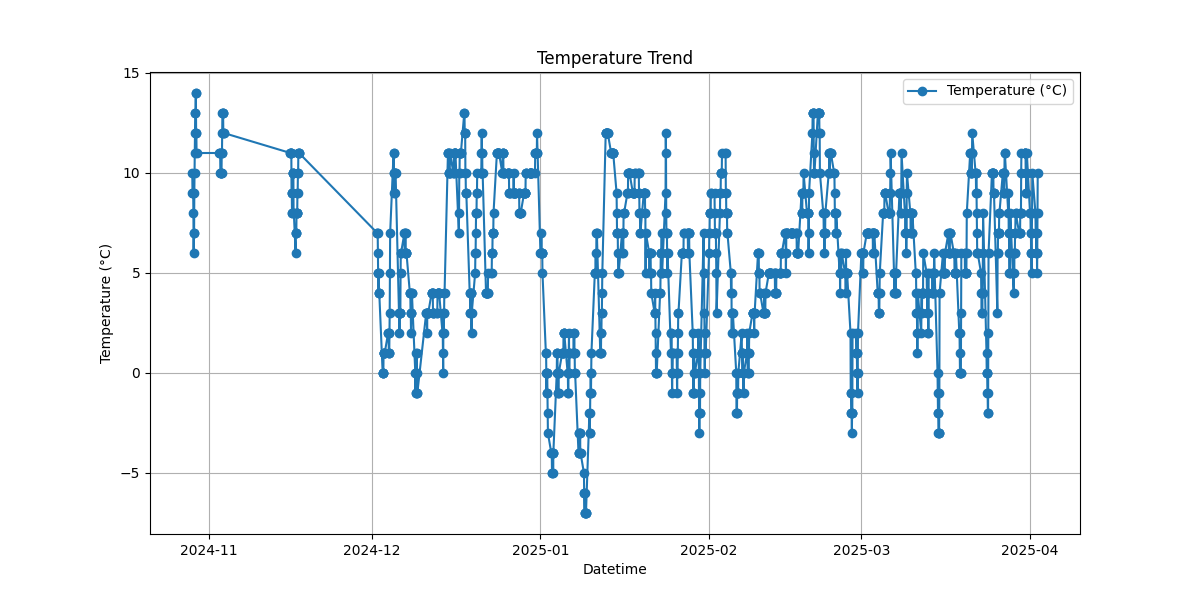 Temperature Trend
Temperature (°C)
15
10
5
0
−5
Temperature (°C)
2024-11
2024-12
2025-01
2025-02
2025-03
2025-04
Datetime